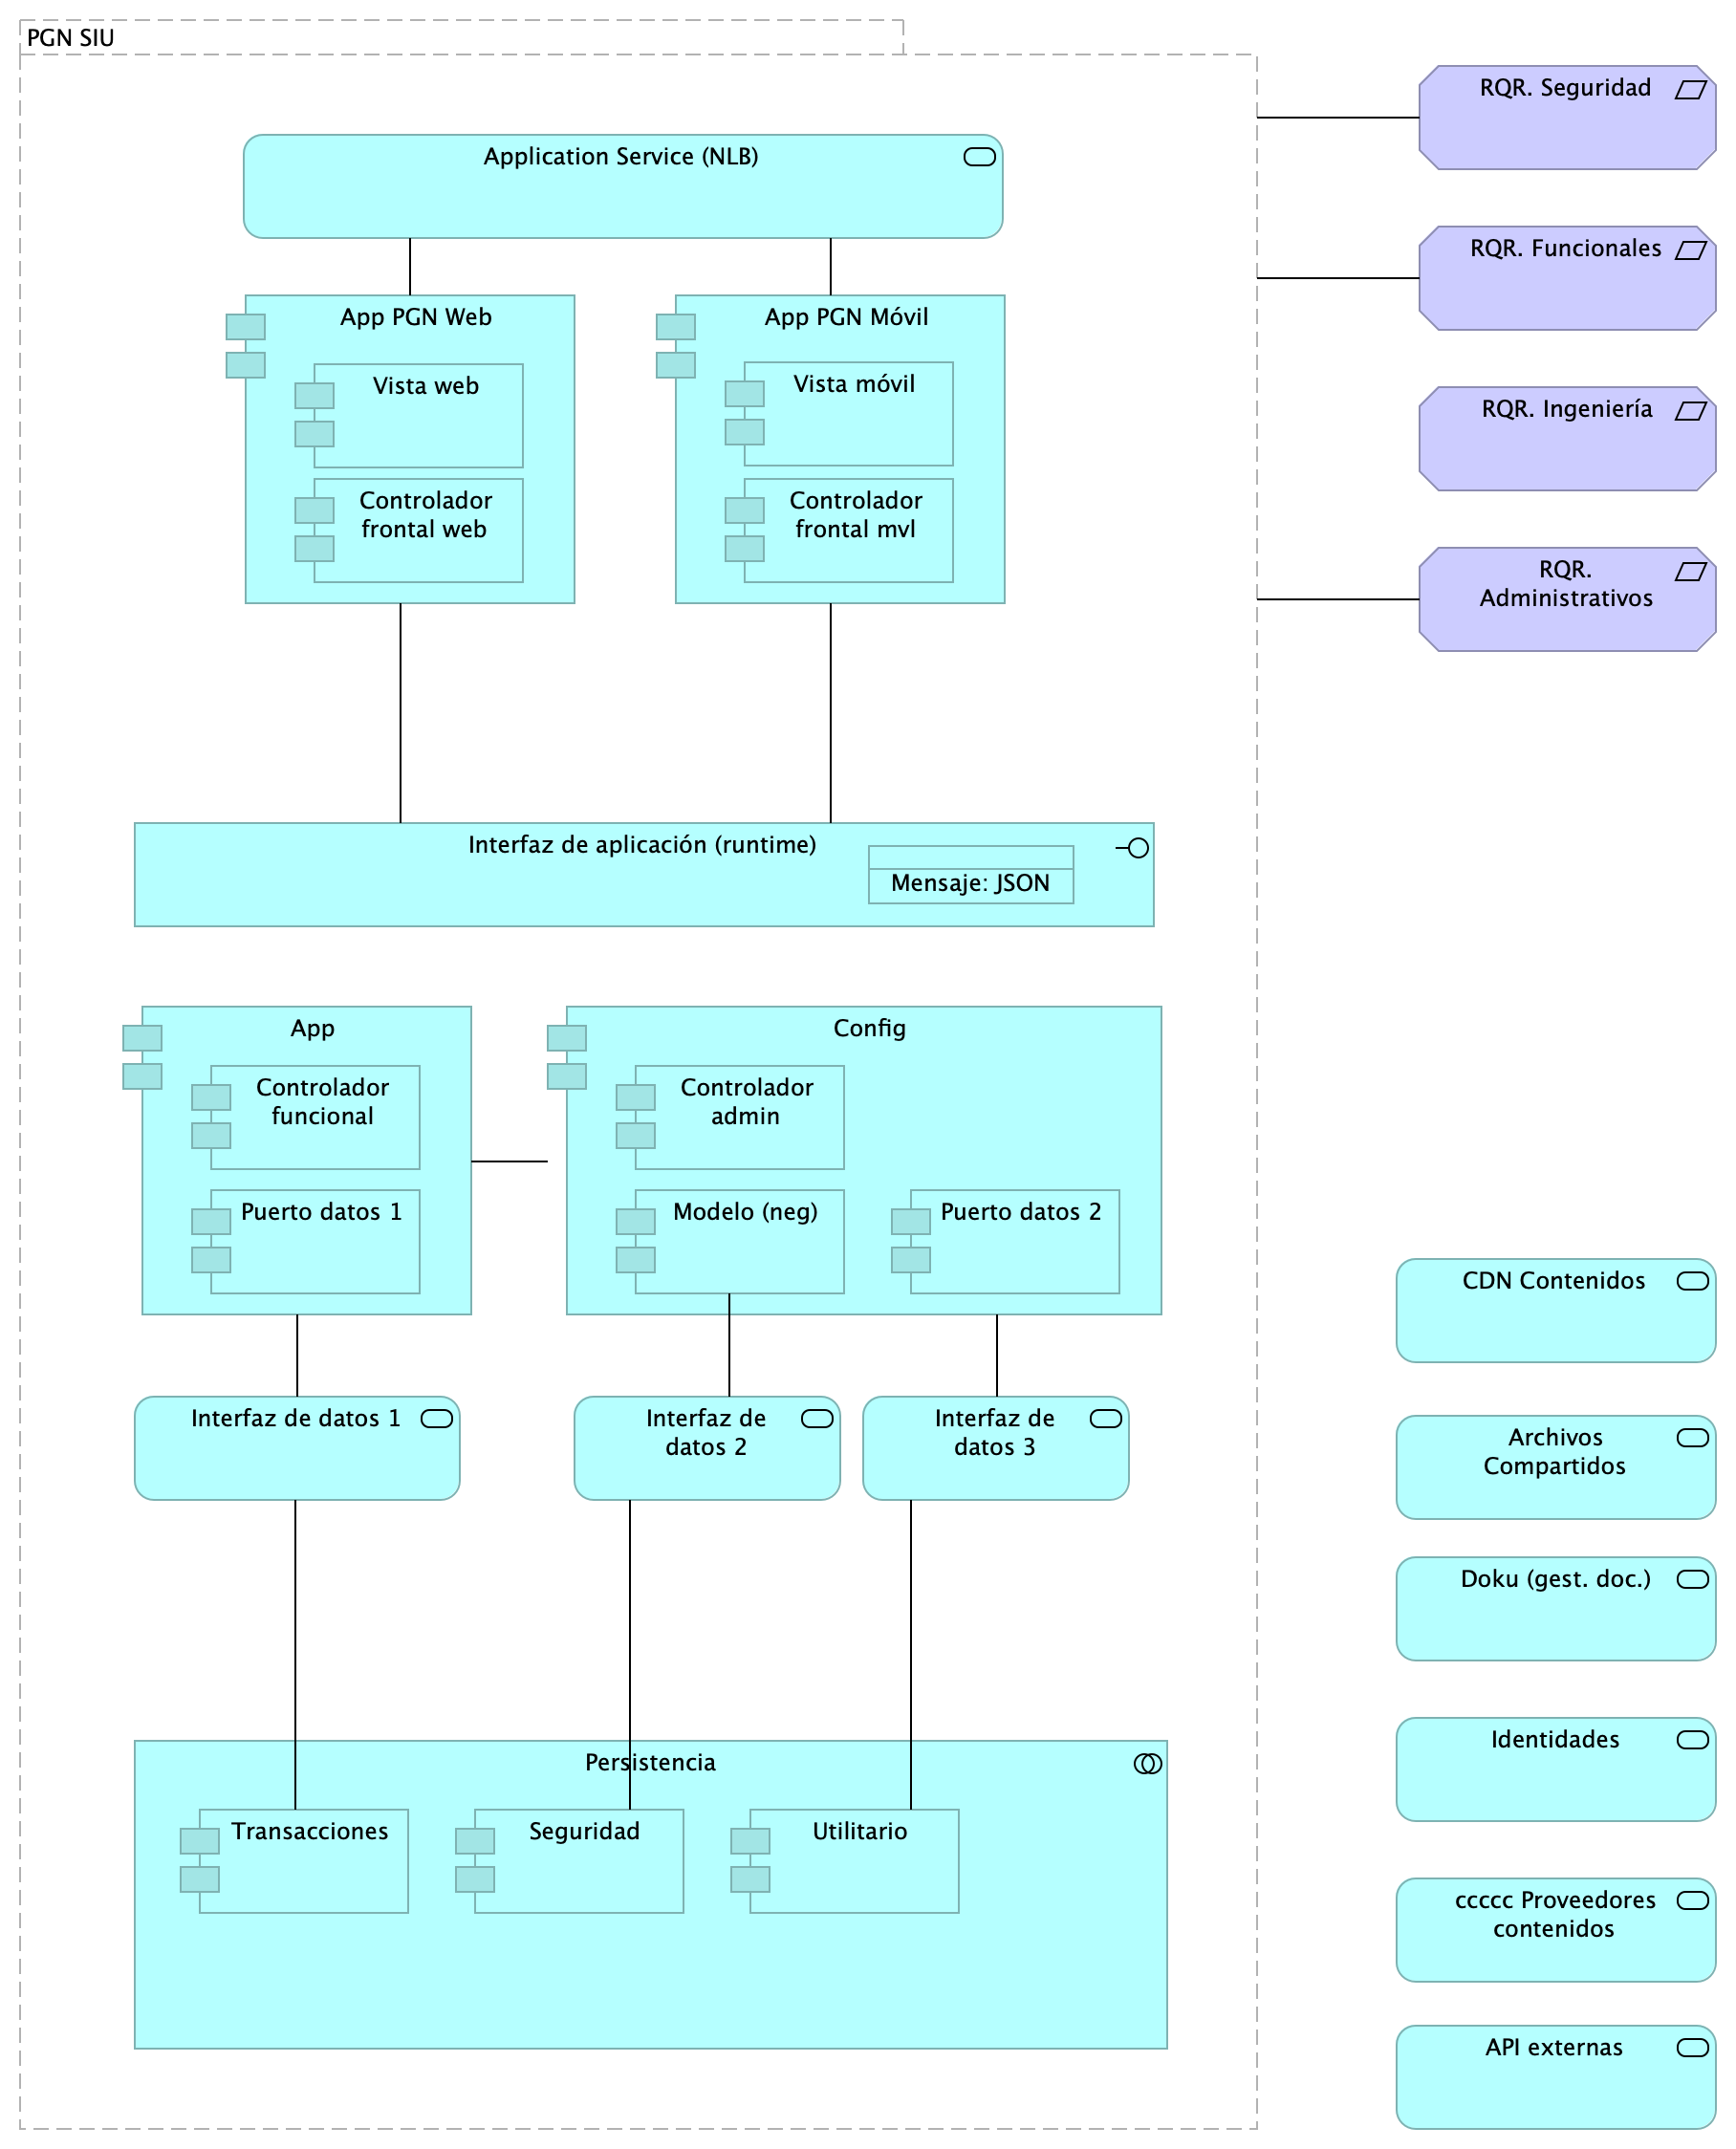 PGN SIU
RQR. Seguridad
Application Service (NLB)
RQR. Funcionales
App PGN Web
App PGN Móvil
Vista web
Vista móvil
RQR. Ingeniería
Controlador
frontal web
Controlador
frontal mvl
RQR.
Administrativos
Interfaz de aplicación (runtime)
Mensaje: JSON
App
Config
Controlador
funcional
Controlador
admin
Puerto datos 1
Modelo (neg)
Puerto datos 2
CDN Contenidos
Interfaz de datos 1
Interfaz de
datos 2
Interfaz de
datos 3
Archivos
Compartidos
Doku (gest. doc.)
Persistencia
Identidades
Transacciones
Seguridad
Utilitario
ccccc Proveedores
contenidos
API externas